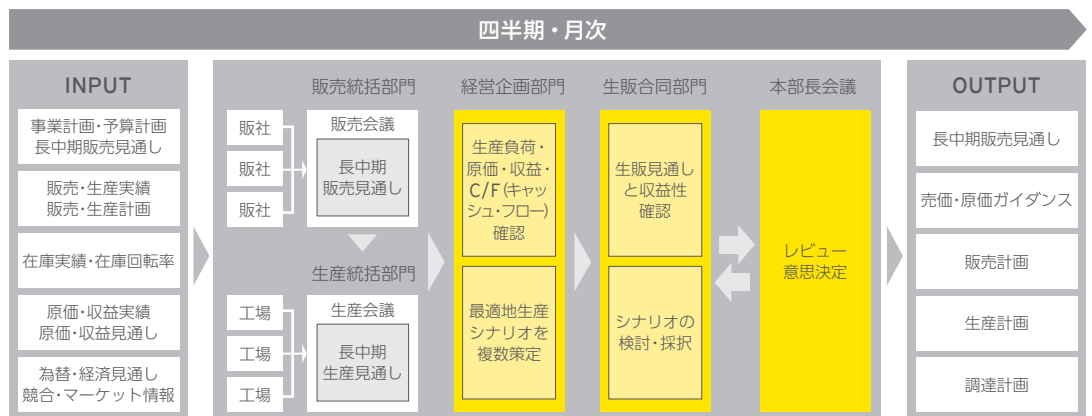 四半期・月次
INPUT
事業計画・予算計画
長中期販売見通し
販売・生産実績
販売・生産計画
在庫実績・在庫回転率
原価・収益実績
原価・収益見通し
為替・経済見通し
競合・マーケット情報
販売統括部門
販社
販社
販社
販売会議
長中期
販売見通し
生産統括部門
工場
工場
工場
生産会議
長中期
生産見通し
経営企画部門
生産負荷・
原価・収益・
C/F(キャッ
シュ・フロー)
確認
最適地生産
シナリオを
複数策定
生販合同部門
生販見通し
と収益性
確認
シナリオの
検討・採択
本部長会議
レビュー
意思決定
OUTPUT
長中期販売見通し
売価・原価ガイダンス
販売計画
生産計画
調達計画